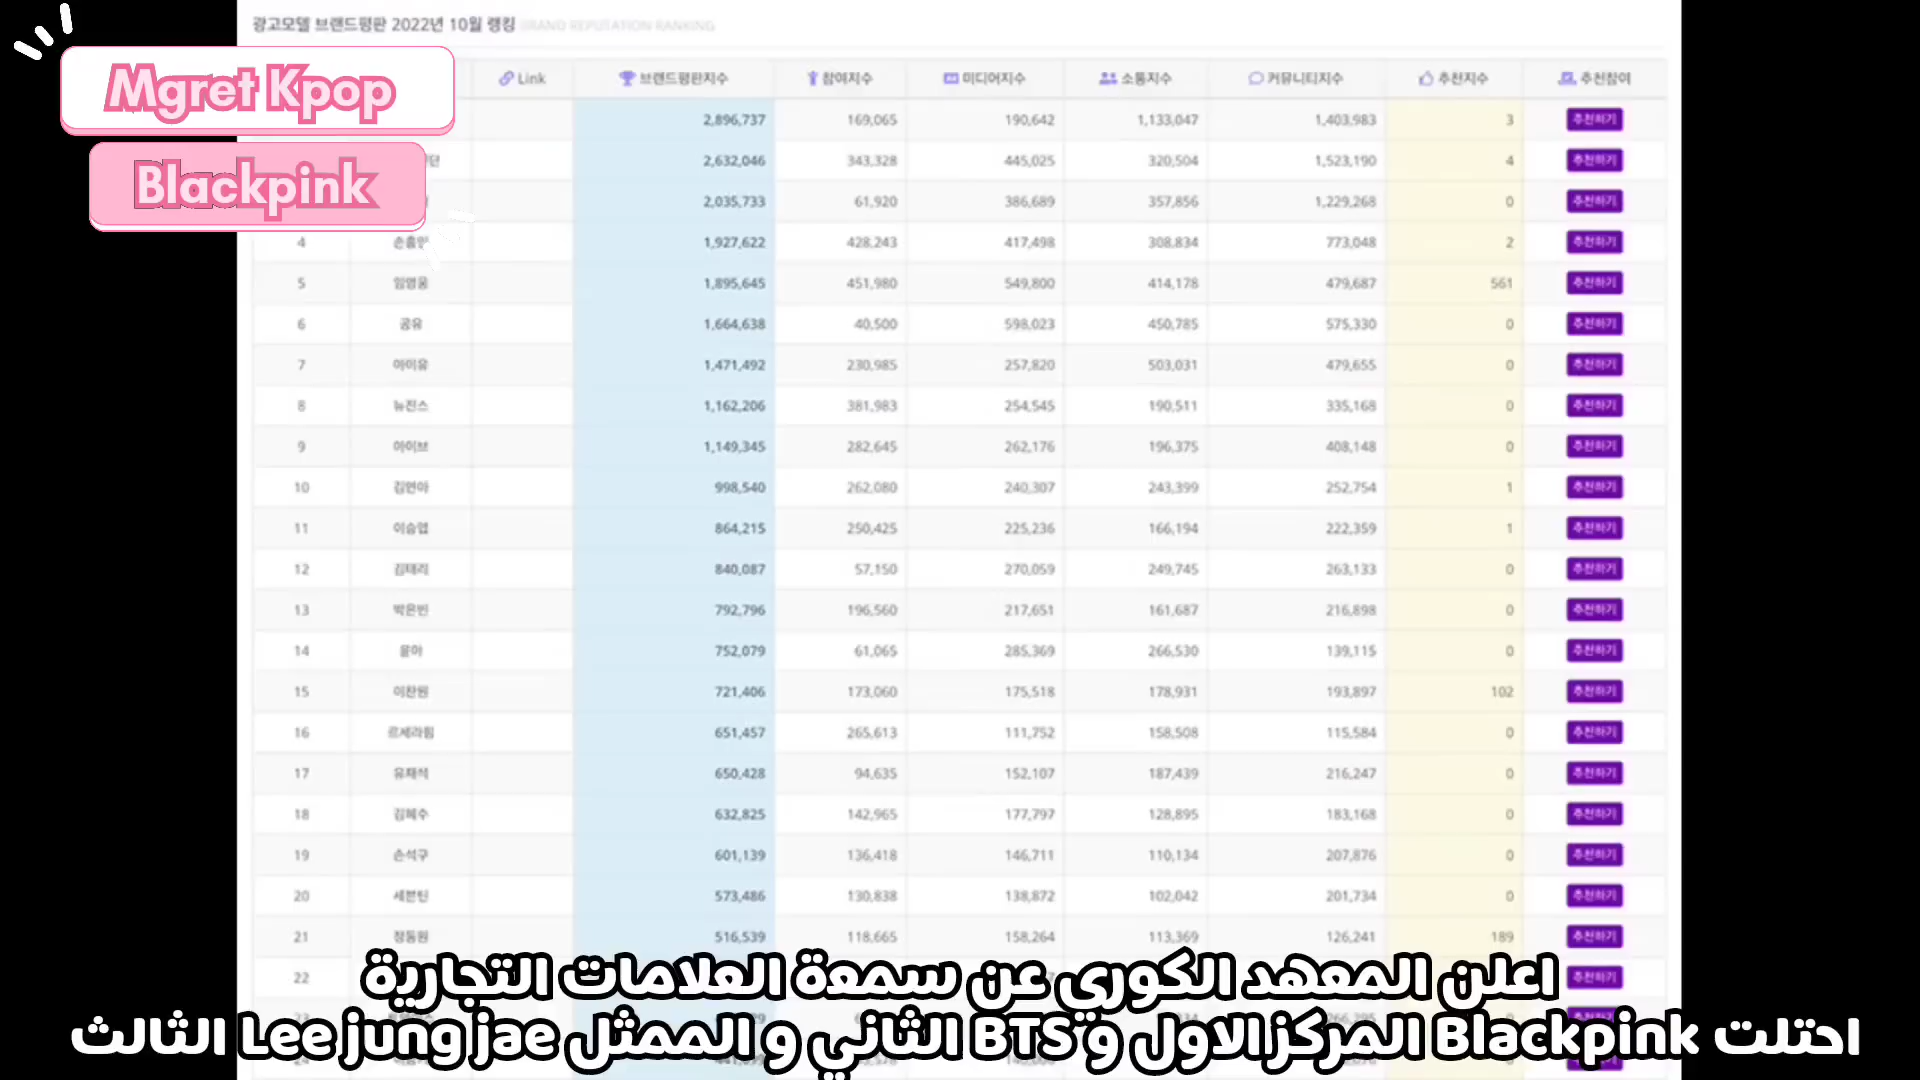 광고모델 브랜드평판 2022년 10월 랭킹 BRAND REPUTATION RANKING
Mgret Kpop
Blackpink
Link 브랜드평판지수 참여지수 미디어지수 소통지수 커뮤니티지수 추천지수 추천참여
2,896,737 169,065 190,642 1,133,047 1,403,983 3 추천하기
단 2,632,046 343,328 445,025 320,504 1,523,190 4 추천하기
2,035,733 61,920 386,689 357,856 1,229,268 0 추천하기
4 손흥민 1,927,622 428,243 417,498 308,834 773,048 2 추천하기
5 임영웅 1,895,645 451,980 549,800 414,178 479,687 561 추천하기
6 공유 1,664,638 40,500 598,023 450,785 575,330 0 추천하기
7 아이유 1,471,492 230,985 257,820 503,031 479,655 0 추천하기
8 뉴진스 1,162,206 381,983 254,545 190,511 335,168 0 추천하기
9 아이브 1,149,345 282,645 262,176 196,375 408,148 0 추천하기
10 김연아 998,540 262,080 240,307 243,399 252,754 1 추천하기
11 이승엽 864,215 250,425 225,236 166,194 222,359 1 추천하기
12 김태리 840,087 57,150 270,059 249,745 263,133 0 추천하기
13 박은빈 792,796 196,560 217,651 161,687 216,898 0 추천하기
14 윤아 752,079 61,065 285,369 266,530 139,115 0 추천하기
15 이찬원 721,406 173,060 175,518 178,931 193,897 102 추천하기
16 르세라핌 651,457 265,613 111,752 158,508 115,584 0 추천하기
17 유재석 650,428 94,635 152,107 187,439 216,247 0 추천하기
18 김혜수 632,825 142,965 177,797 128,895 183,168 0 추천하기
19 손석구 601,139 136,418 146,711 110,134 207,876 0 추천하기
20 세븐틴 573,486 130,838 138,872 102,042 201,734 0 추천하기
21 정동원 516,539 118,665 158,264 113,369 126,241 189 추천하기
22 추천하기
اعلن المعهد الكوري عن سمعة العلامات التجارية
احتلت Blackpink المركز الاول و BTS الثاني و الممثل Lee jung jae الثالث